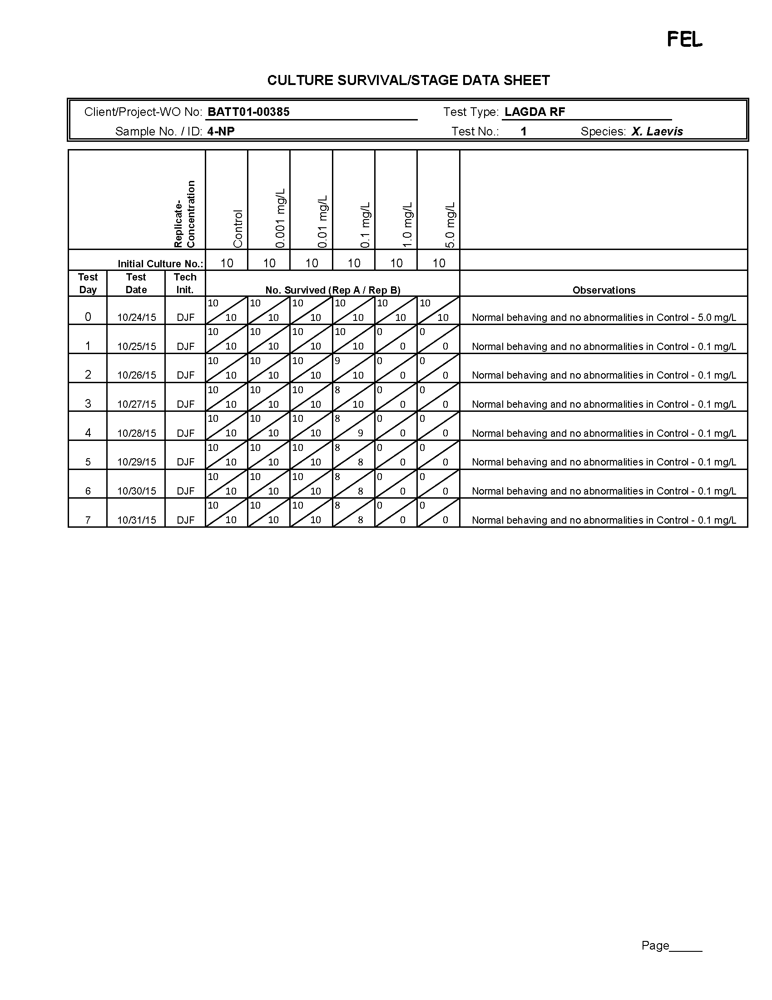 FEL
CULTURE SURVIVAL/STAGE DATA SHEET
Client/Project-WO No: BATT01-00385 Test Type: LAGDA RF
Sample No. / ID: 4-NP Test No.: 1 Species: X. Laevis
Replicate-
Concentration
Control
0.001 mg/L
0.01 mg/L
0.1 mg/L
1.0 mg/L
5.0 mg/L
Initial Culture No.: 10 10 10 10 10 10
Test Test Tech
Day Date Init. No. Survived (Rep A / Rep B) Observations
10 10 10 10 10 10
0 10/24/15 DJF 10 10 10 10 10 10 Normal behaving and no abnormalities in Control - 5.0 mg/L
10 10 10 10 0 0
1 10/25/15 DJF 10 10 10 10 0 0 Normal behaving and no abnormalities in Control - 0.1 mg/L
10 10 10 9 0 0
2 10/26/15 DJF 10 10 10 10 0 0 Normal behaving and no abnormalities in Control - 0.1 mg/L
10 10 10 8 0 0
3 10/27/15 DJF 10 10 10 10 0 0 Normal behaving and no abnormalities in Control - 0.1 mg/L
10 10 10 8 0 0
4 10/28/15 DJF 10 10 10 9 0 0 Normal behaving and no abnormalities in Control - 0.1 mg/L
10 10 10 8 0 0
5 10/29/15 DJF 10 10 10 8 0 0 Normal behaving and no abnormalities in Control - 0.1 mg/L
10 10 10 8 0 0
6 10/30/15 DJF 10 10 10 8 0 0 Normal behaving and no abnormalities in Control - 0.1 mg/L
10 10 10 8 0 0
7 10/31/15 DJF 10 10 10 8 0 0 Normal behaving and no abnormalities in Control - 0.1 mg/L
Page_____